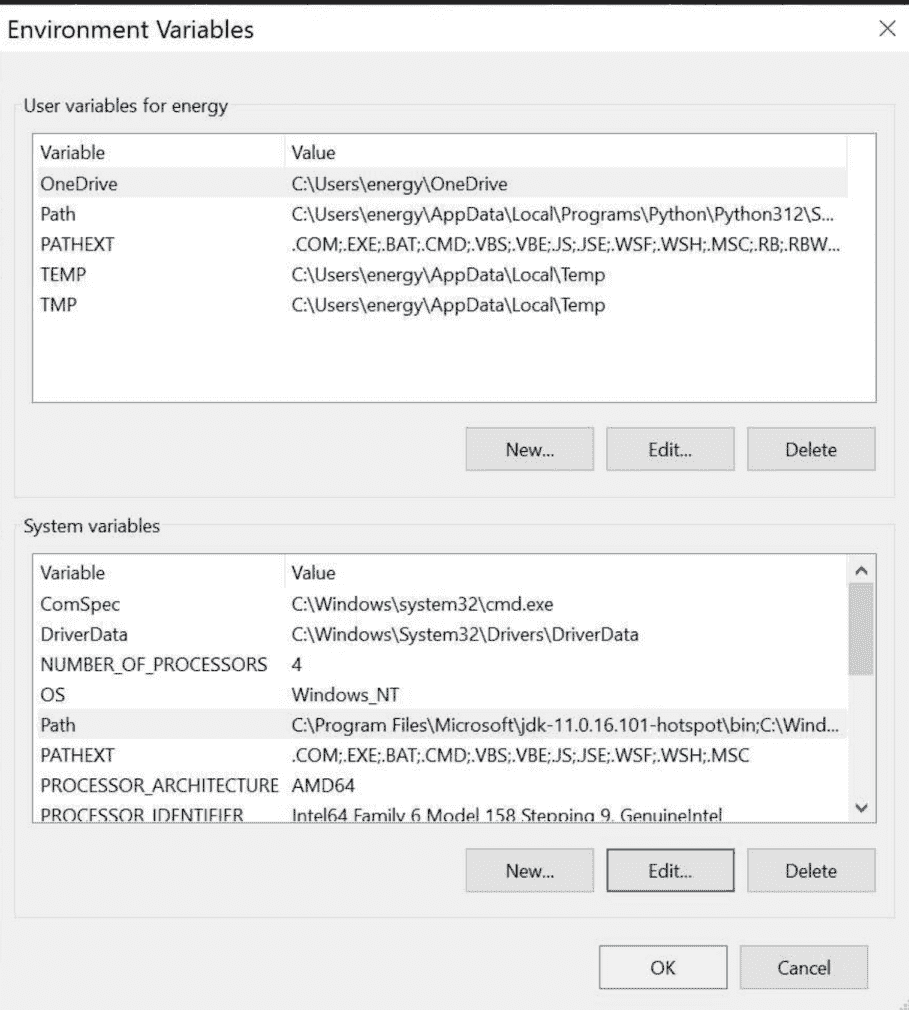 Environment Variables
User variables for energy
Variable Value
OneDrive C:\Users\energy\OneDrive
Path C:\Users\energy\AppData\Local\Programs\Python\Python312\S...
PATHEXT .COM;.EXE;.BAT;.CMD;.VBS;.VBE;.JS;.JSE;.WSF;.WSH;.MSC;.RB;.RBW...
TEMP C:\Users\energy\AppData\Local\Temp
TMP C:\Users\energy\AppData\Local\Temp
New... Edit... Delete
System variables
Variable Value
ComSpec C:\Windows\system32\cmd.exe
DriverData C:\Windows\System32\Drivers\DriverData
NUMBER_OF_PROCESSORS 4
OS Windows_NT
Path C:\Program Files\Microsoft\jdk-11.0.16.101-hotspot\bin;C:\Wind...
PATHEXT .COM;.EXE;.BAT;.CMD;.VBS;.VBE;.JS;.JSE;.WSF;.WSH;.MSC
PROCESSOR_ARCHITECTURE AMD64
PROCESSOR_IDENTIFIER Intel64 Family 6 Model 158 Stepping 9, GenuineIntel
New... Edit... Delete
OK Cancel